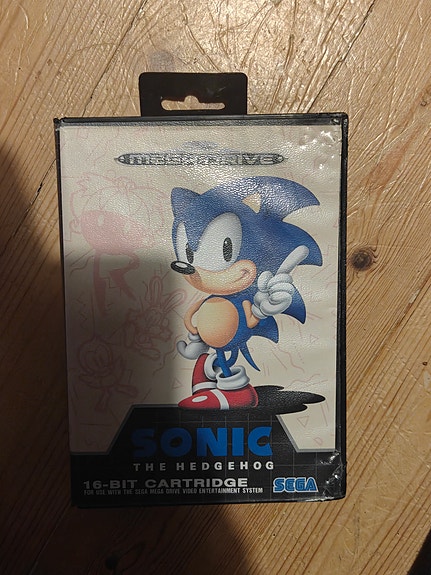 MEGA DRIVE
SONIC
THE HEDGEHOG
16-BIT CARTRIDGE
FOR USE WITH THE SEGA MEGA DRIVE VIDEO ENTERTAINMENT SYSTEM
SEGA